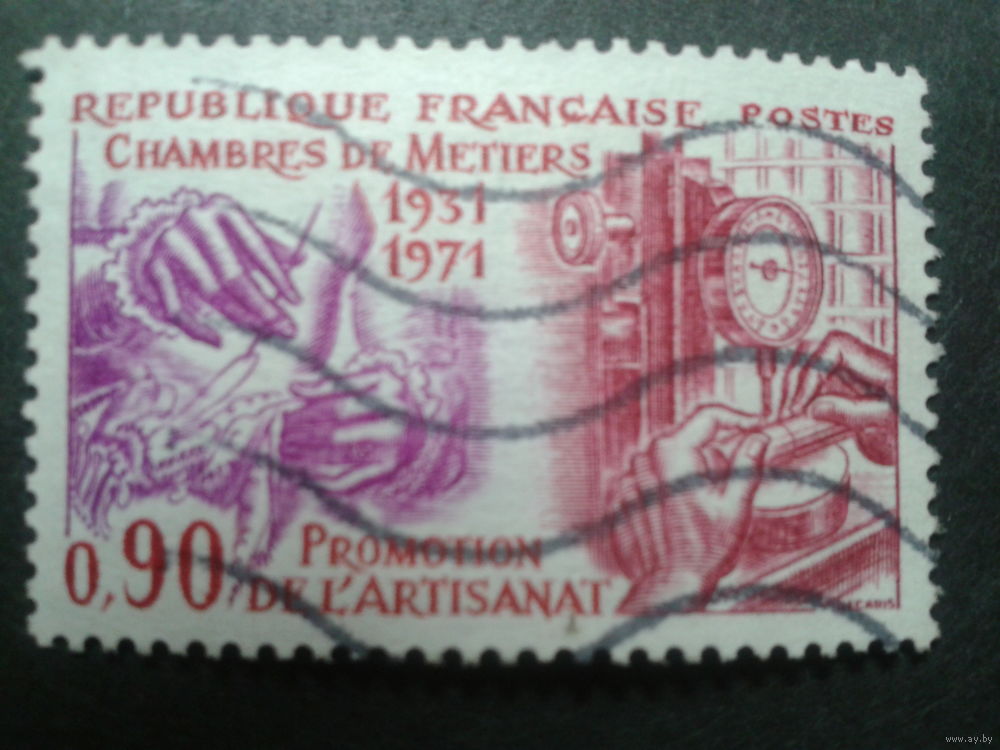 REPUBLIQUE FRANÇAISE POSTES
CHAMBRES DE METIERS
1931
1971
0,90
PROMOTION
DE L'ARTISANAT
www.ay.by